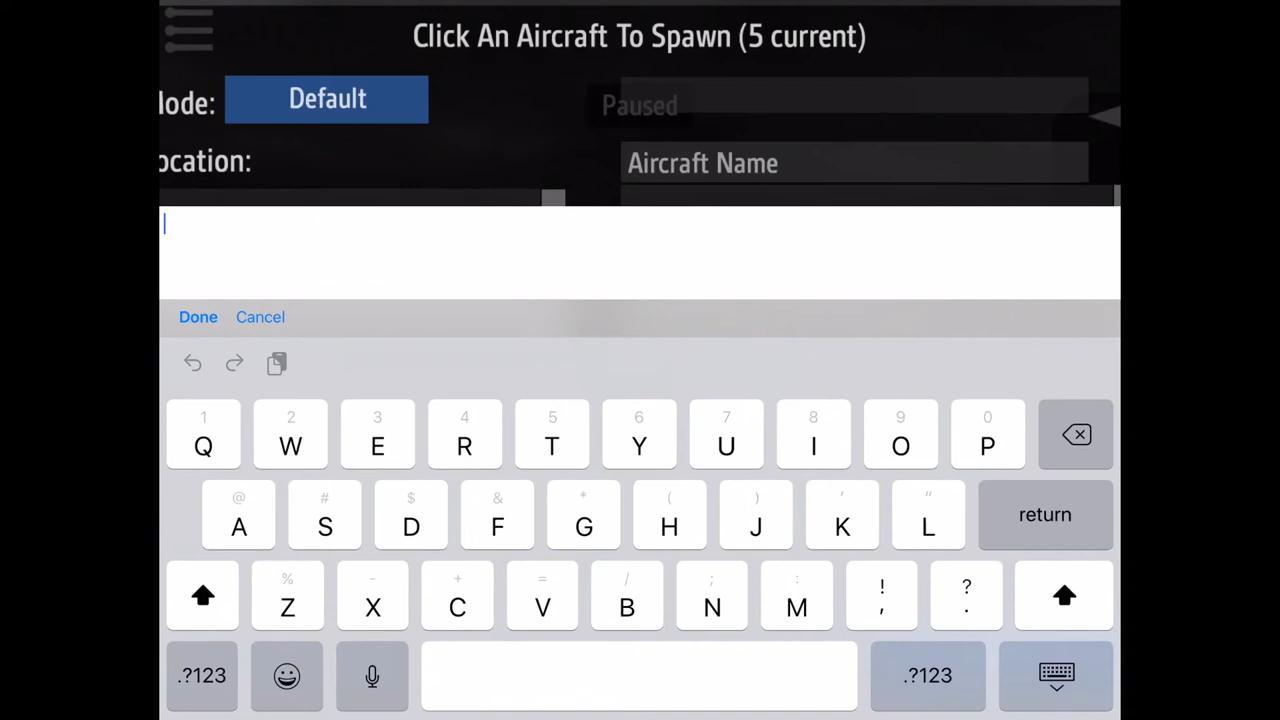 Click An Aircraft To Spawn (5 current)
lode: Default
Paused
ocation:
Aircraft Name
Done Cancel
1 2 3 4 5 6 7 8 9 0
Q W E R T Y U I O P
@ # $ & * ( ) ' "
A S D F G H J K L return
% - + = / ; : ! ?
Z X C V B N M , .
.?123 .?123